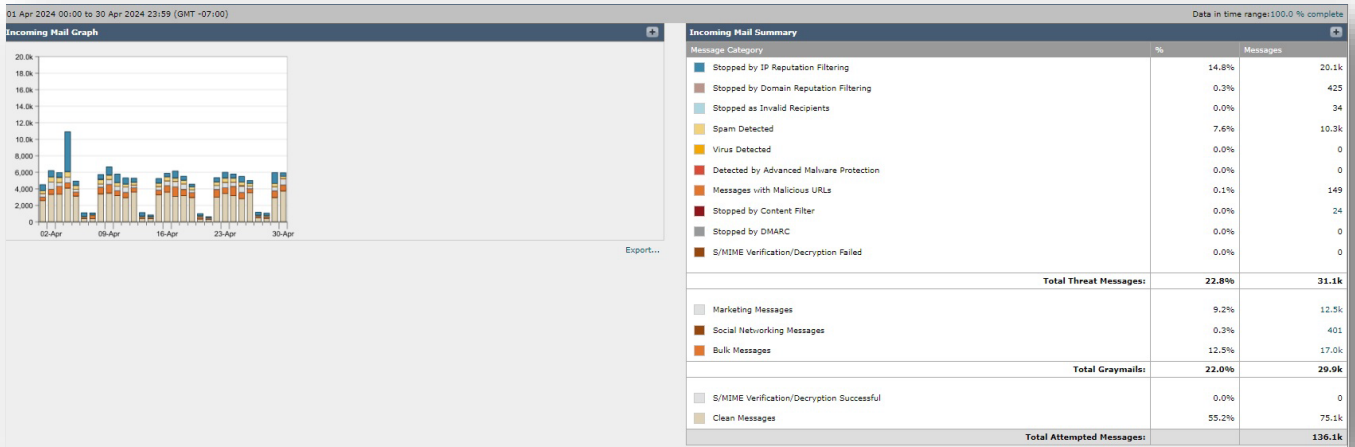 01 Apr 2024 00:00 to 30 Apr 2024 23:59 (GMT -07:00)
Data in time range:100.0 % complete
Incoming Mail Graph
20.0k
18.0k
16.0k
14.0k
12.0k
10.0k
8,000
6,000
4,000
2,000
0
02-Apr 09-Apr 16-Apr 23-Apr 30-Apr
Export...
Incoming Mail Summary
Message Category % Messages
Stopped by IP Reputation Filtering 14.8% 20.1k
Stopped by Domain Reputation Filtering 0.3% 425
Stopped as Invalid Recipients 0.0% 34
Spam Detected 7.6% 10.3k
Virus Detected 0.0% 0
Detected by Advanced Malware Protection 0.0% 0
Messages with Malicious URLs 0.1% 149
Stopped by Content Filter 0.0% 24
Stopped by DMARC 0.0% 0
S/MIME Verification/Decryption Failed 0.0% 0
Total Threat Messages: 22.8% 31.1k
Marketing Messages 9.2% 12.5k
Social Networking Messages 0.3% 401
Bulk Messages 12.5% 17.0k
Total Graymails: 22.0% 29.9k
S/MIME Verification/Decryption Successful 0.0% 0
Clean Messages 55.2% 75.1k
Total Attempted Messages: 136.1k